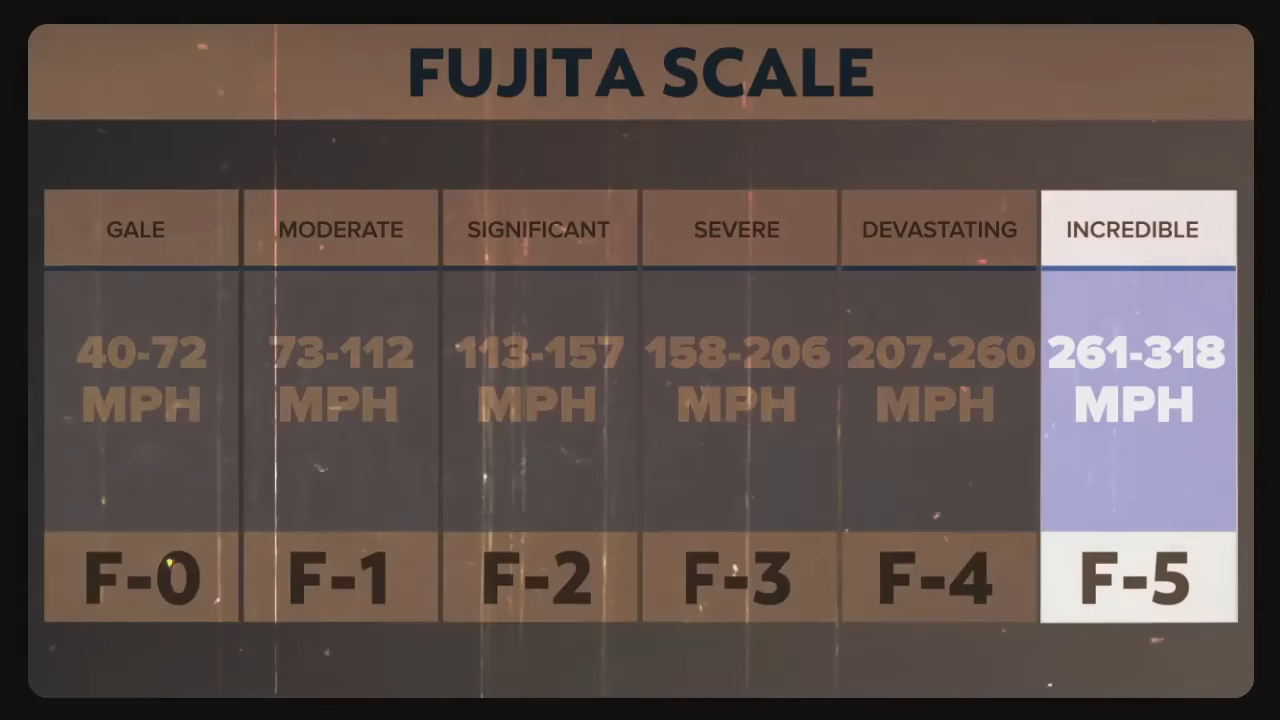 FUJITA SCALE
GALE MODERATE SIGNIFICANT SEVERE DEVASTATING INCREDIBLE
40-72 73-112 113-157 158-206 207-260 261-318
MPH MPH MPH MPH MPH MPH
F-0 F-1 F-2 F-3 F-4 F-5